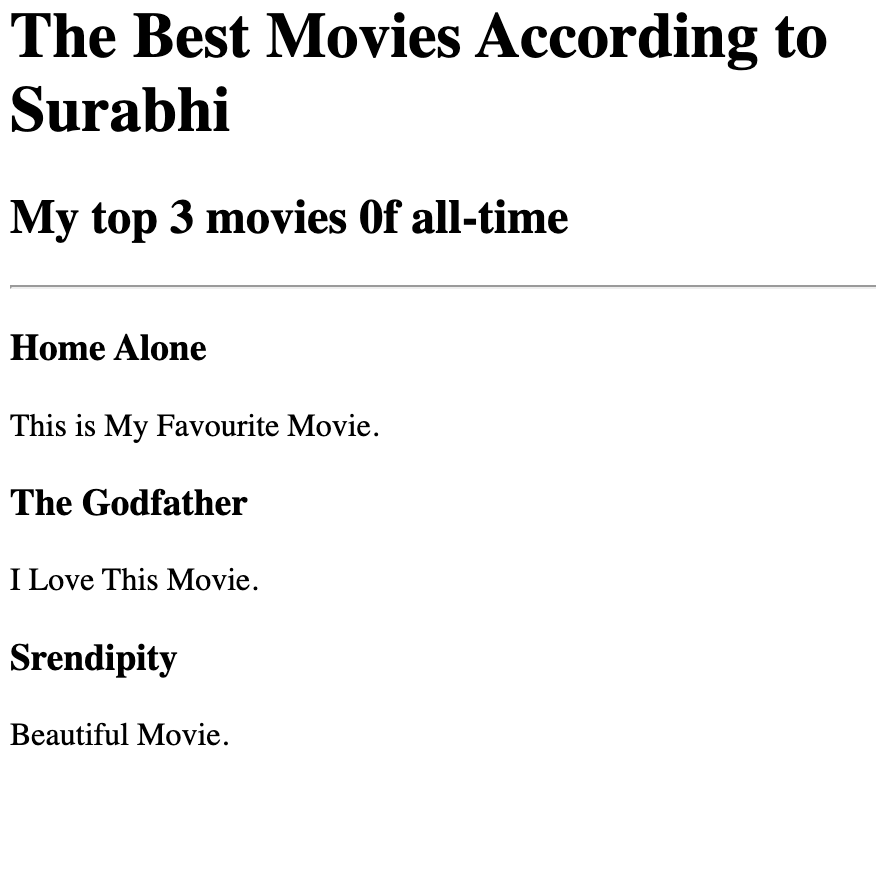 The Best Movies According to
Surabhi
My top 3 movies 0f all-time
Home Alone
This is My Favourite Movie.
The Godfather
I Love This Movie.
Srendipity
Beautiful Movie.